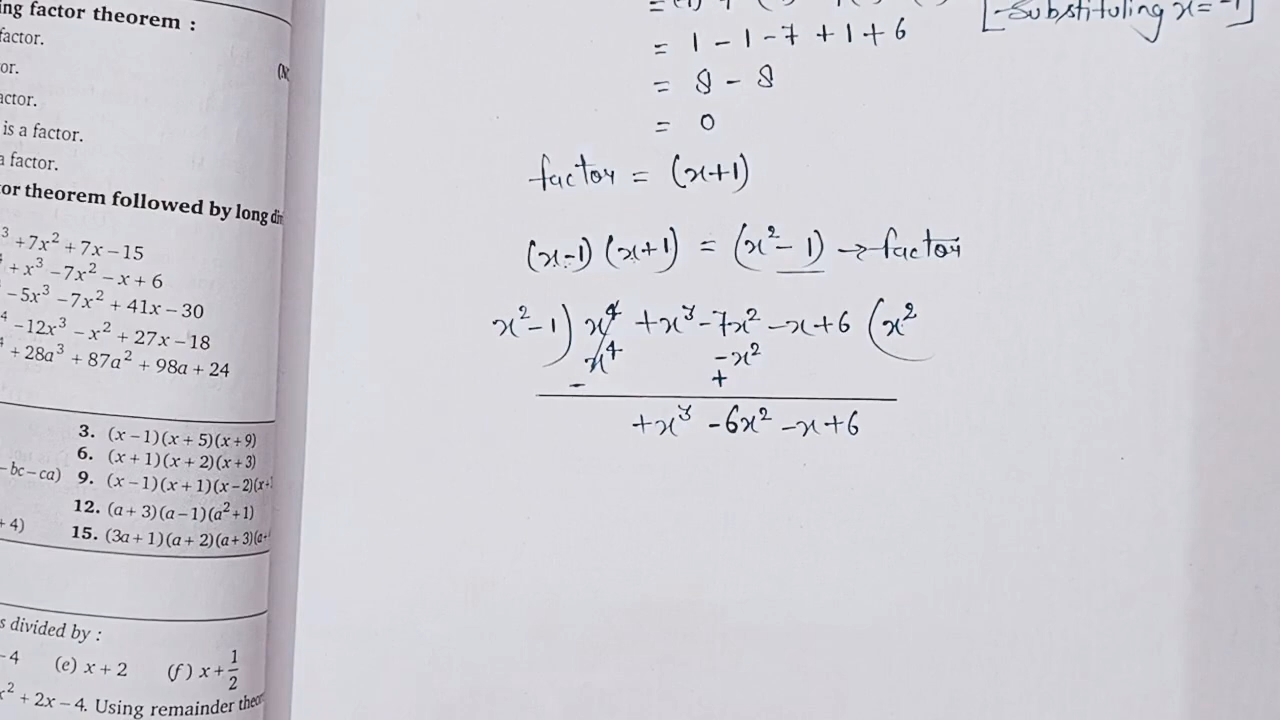 ing factor theorem :
factor.
or.
actor.
is a factor.
a factor.
or theorem followed by long
³ + 7x² + 7x − 15
+ x³ − 7x² − x + 6
− 5x³ − 7x² + 41x − 30
⁴ − 12x³ − x² + 27x − 18
⁴ + 28a³ + 87a² + 98a + 24
3. (x − 1)(x + 5)(x + 9)
6. (x + 1)(x + 2)(x + 3)
− bc − ca) 9. (x − 1)(x + 1)(x − 2)(x +
12. (a + 3)(a − 1)(a² + 1)
+ 4) 15. (3a + 1)(a + 2)(a + 3)(a +
s divided by :
− 4 (e) x + 2 (f) x + 1/2
x² + 2x − 4. Using remainder
[-Substituling x = -1]
= 1 - 1 - 7 + 1 + 6
= 8 - 8
= 0
factor = (x+1)
(x-1) (x+1) = (x² - 1) → factor
x² - 1) x⁴ + x³ - 7x² - x + 6 (x²
x⁴ - x²
- +
+x³ - 6x² - x + 6